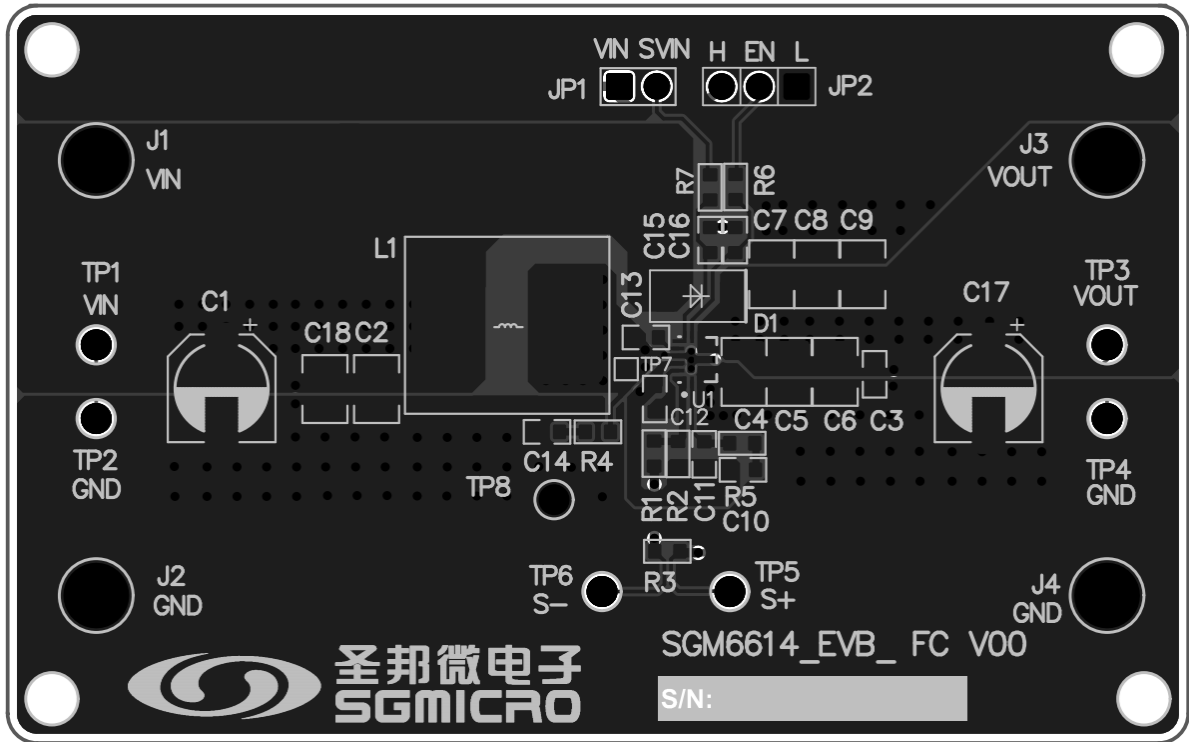 VIN SVIN H EN L
JP1 JP2
J1
VIN
J3
VOUT
R7 R6
C15 C16 C7 C8 C9
L1
TP1
VIN
C1 +
C13
TP3
VOUT
C17 +
C18 C2
D1
TP7
U1
C12
C4 C5 C6 C3
TP2
GND
C14 R4
TP8
R1 R2 C11 R5
C10
TP4
GND
J2
GND
TP6
S-
R3
TP5
S+
J4
GND
SGM6614_EVB_ FC V00
圣邦微电子
SGMICRO
S/N: